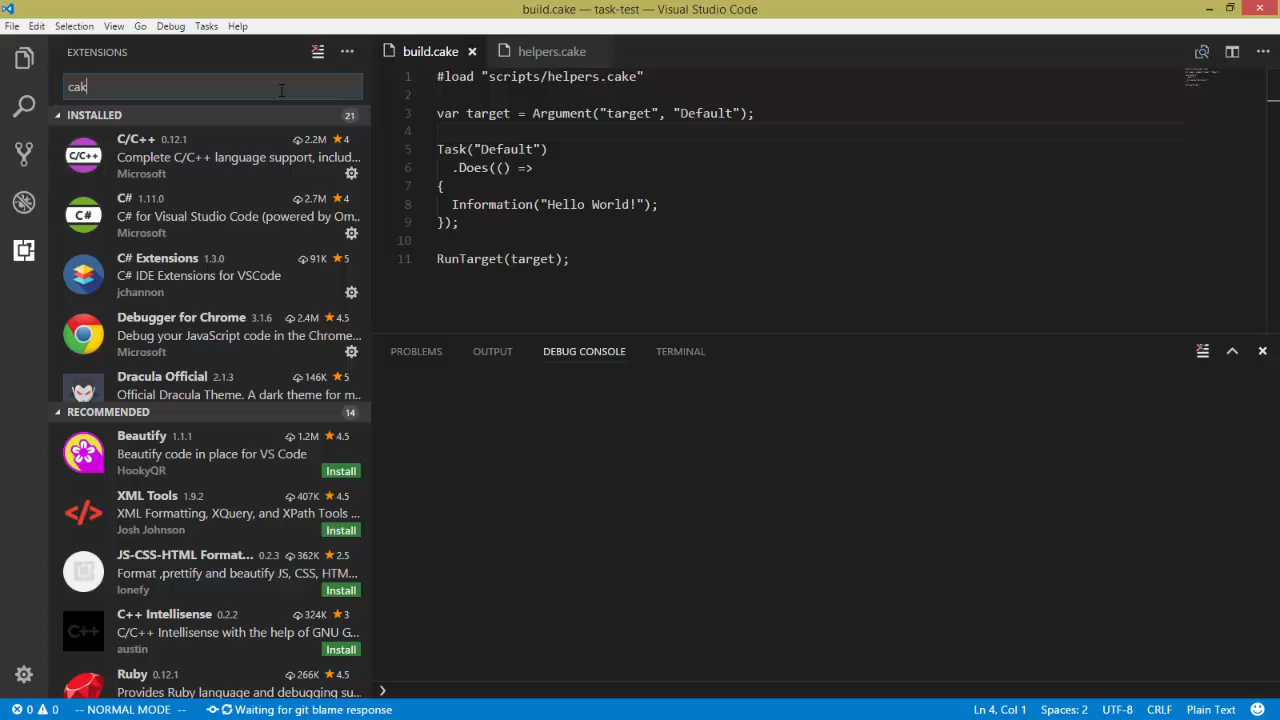 build.cake — task-test — Visual Studio Code
File Edit Selection View Go Debug Tasks Help
EXTENSIONS
cak
INSTALLED 21
C/C++ 0.12.1 2.2M 4
Complete C/C++ language support, includ...
Microsoft
C# 1.11.0 2.7M 4
C# for Visual Studio Code (powered by Om...
Microsoft
C# Extensions 1.3.0 91K 5
C# IDE Extensions for VSCode
jchannon
Debugger for Chrome 3.1.6 2.4M 4.5
Debug your JavaScript code in the Chrome...
Microsoft
Dracula Official 2.1.3 146K 5
Official Dracula Theme. A dark theme for m...
RECOMMENDED 14
Beautify 1.1.1 1.2M 4.5
Beautify code in place for VS Code
HookyQR Install
XML Tools 1.9.2 407K 4.5
XML Formatting, XQuery, and XPath Tools ...
Josh Johnson Install
JS-CSS-HTML Format... 0.2.3 362K 2.5
Format ,prettify and beautify JS, CSS, HTM...
lonefy Install
C++ Intellisense 0.2.2 324K 3
C/C++ Intellisense with the help of GNU G...
austin Install
Ruby 0.12.1 266K 4.5
Provides Ruby language and debugging su...
build.cake helpers.cake
1 #load "scripts/helpers.cake"
2
3 var target = Argument("target", "Default");
4
5 Task("Default")
6 .Does(() =>
7 {
8 Information("Hello World!");
9 });
10
11 RunTarget(target);
PROBLEMS OUTPUT DEBUG CONSOLE TERMINAL
0 0 -- NORMAL MODE -- Waiting for git blame response Ln 4, Col 1 Spaces: 2 UTF-8 CRLF Plain Text